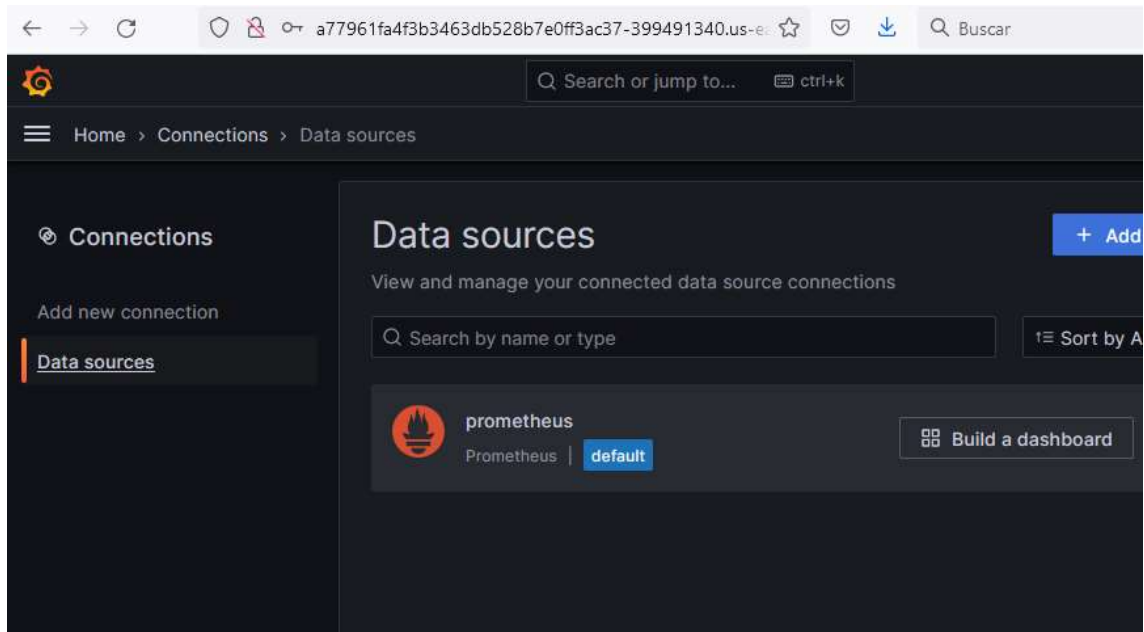 a77961fa4f3b3463db528b7e0ff3ac37-399491340.us-ea
Buscar
Search or jump to... ctrl+k
Home > Connections > Data sources
Connections
Add new connection
Data sources
Data sources
+ Add
View and manage your connected data source connections
Search by name or type
Sort by A
prometheus
Prometheus | default
Build a dashboard